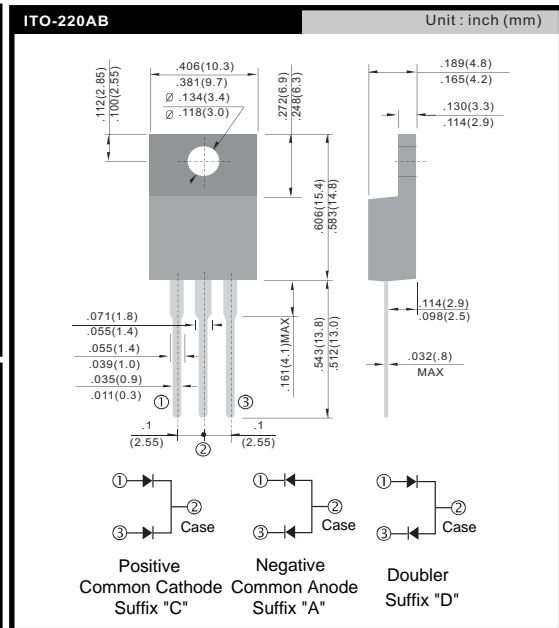 ITO-220AB
Unit : inch (mm)
.406(10.3)
.381(9.7)
Ø .134(3.4)
Ø .118(3.0)
.112(2.85)
.100(2.55)
.272(6.9)
.248(6.3)
.189(4.8)
.165(4.2)
.130(3.3)
.114(2.9)
.606(15.4)
.583(14.8)
.071(1.8)
.055(1.4)
.055(1.4)
.039(1.0)
.035(0.9)
.011(0.3)
.161(4.1)MAX
.543(13.8)
.512(13.0)
.114(2.9)
.098(2.5)
.032(.8)
MAX
① ③
.1
(2.55)
②
.1
(2.55)
① ② Case ③
① ② Case ③
① ② Case ③
Positive
Common Cathode
Suffix "C"
Negative
Common Anode
Suffix "A"
Doubler
Suffix "D"